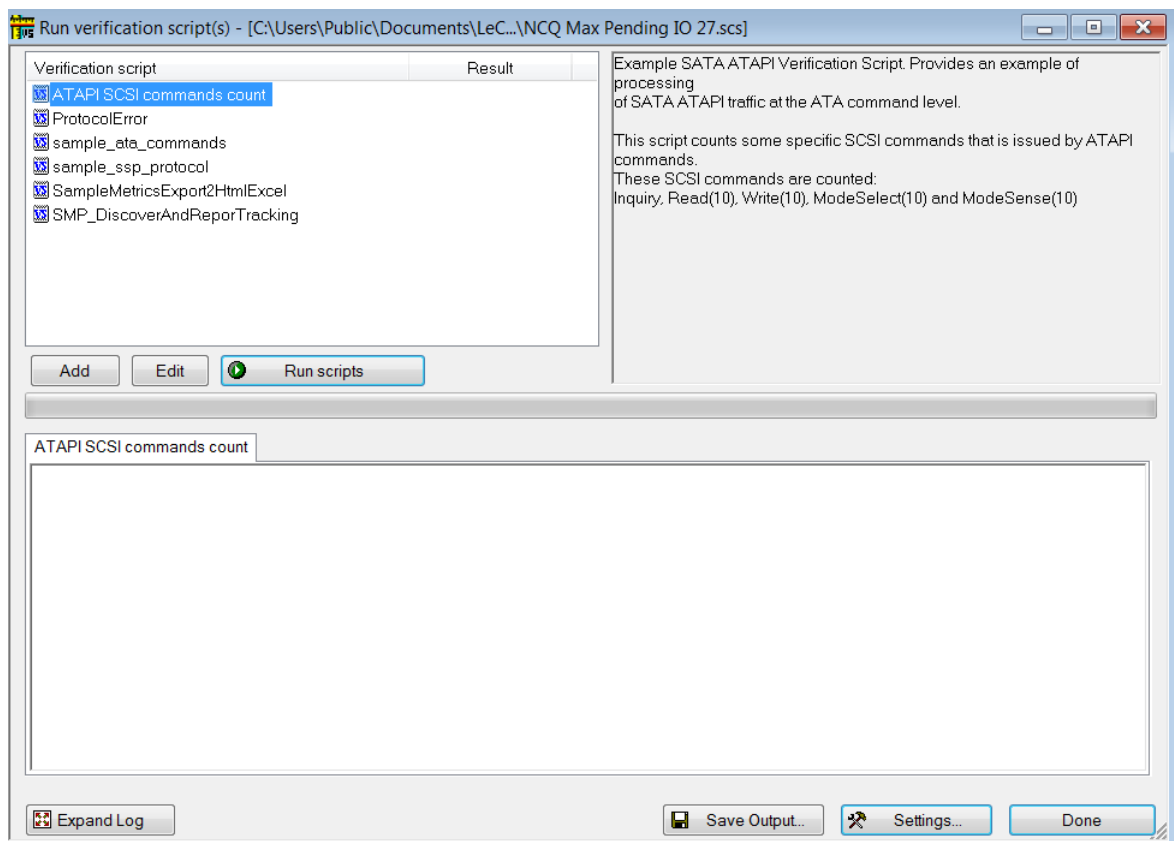 Run verification script(s) - [C:\Users\Public\Documents\LeC...\NCQ Max Pending IO 27.scs]
Verification script Result
ATAPI SCSI commands count
ProtocolError
sample_ata_commands
sample_ssp_protocol
SampleMetricsExport2HtmlExcel
SMP_DiscoverAndReporTracking
Example SATA ATAPI Verification Script. Provides an example of
processing
of SATA ATAPI traffic at the ATA command level.
This script counts some specific SCSI commands that is issued by ATAPI
commands.
These SCSI commands are counted:
Inquiry, Read(10), Write(10), ModeSelect(10) and ModeSense(10)
Add Edit Run scripts
ATAPI SCSI commands count
Expand Log Save Output... Settings... Done